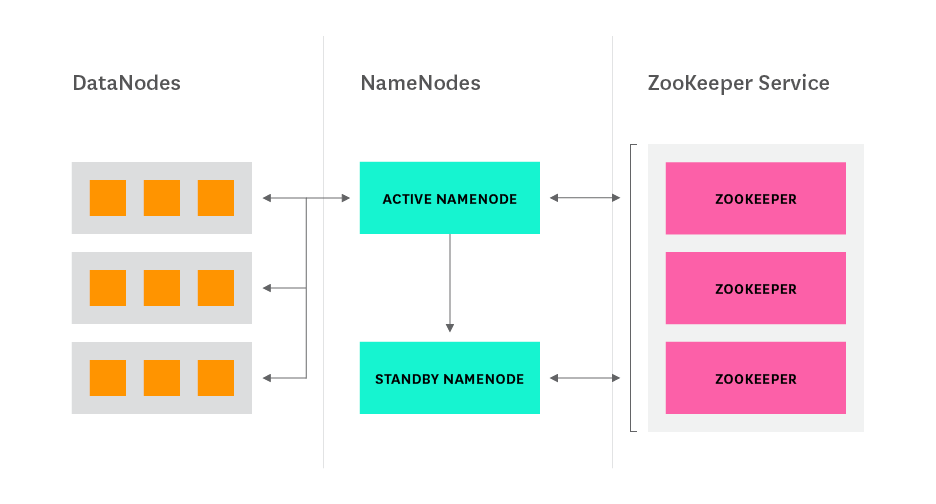 DataNodes
NameNodes
ZooKeeper Service
ACTIVE NAMENODE
ZOOKEEPER
ZOOKEEPER
STANDBY NAMENODE
ZOOKEEPER